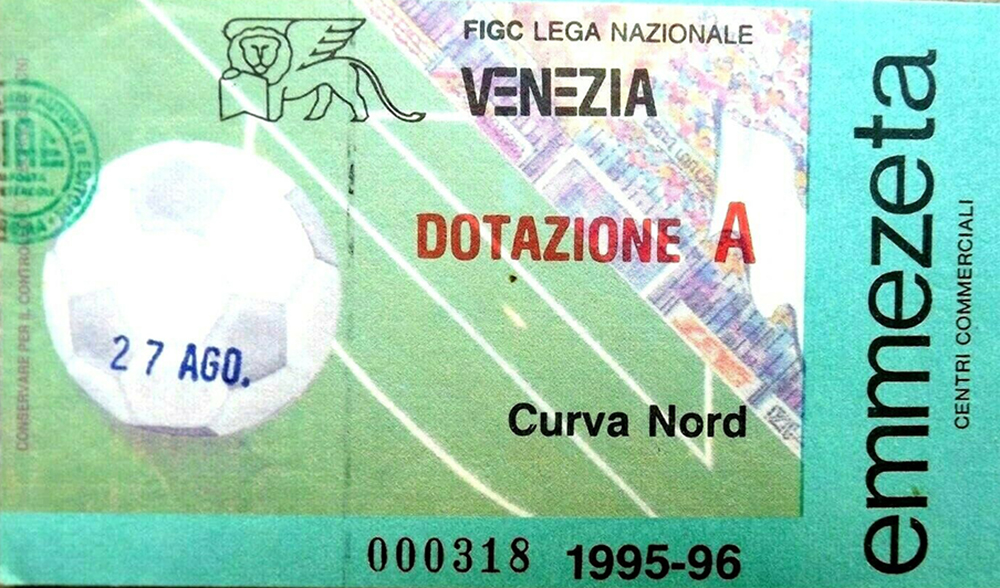 FIGC LEGA NAZIONALE
VENEZIA
DOTAZIONE A
27 AGO.
Curva Nord
000318 1995-96
emmezeta
CENTRI COMMERCIALI
CONSERVARE PER IL CONTROLLO